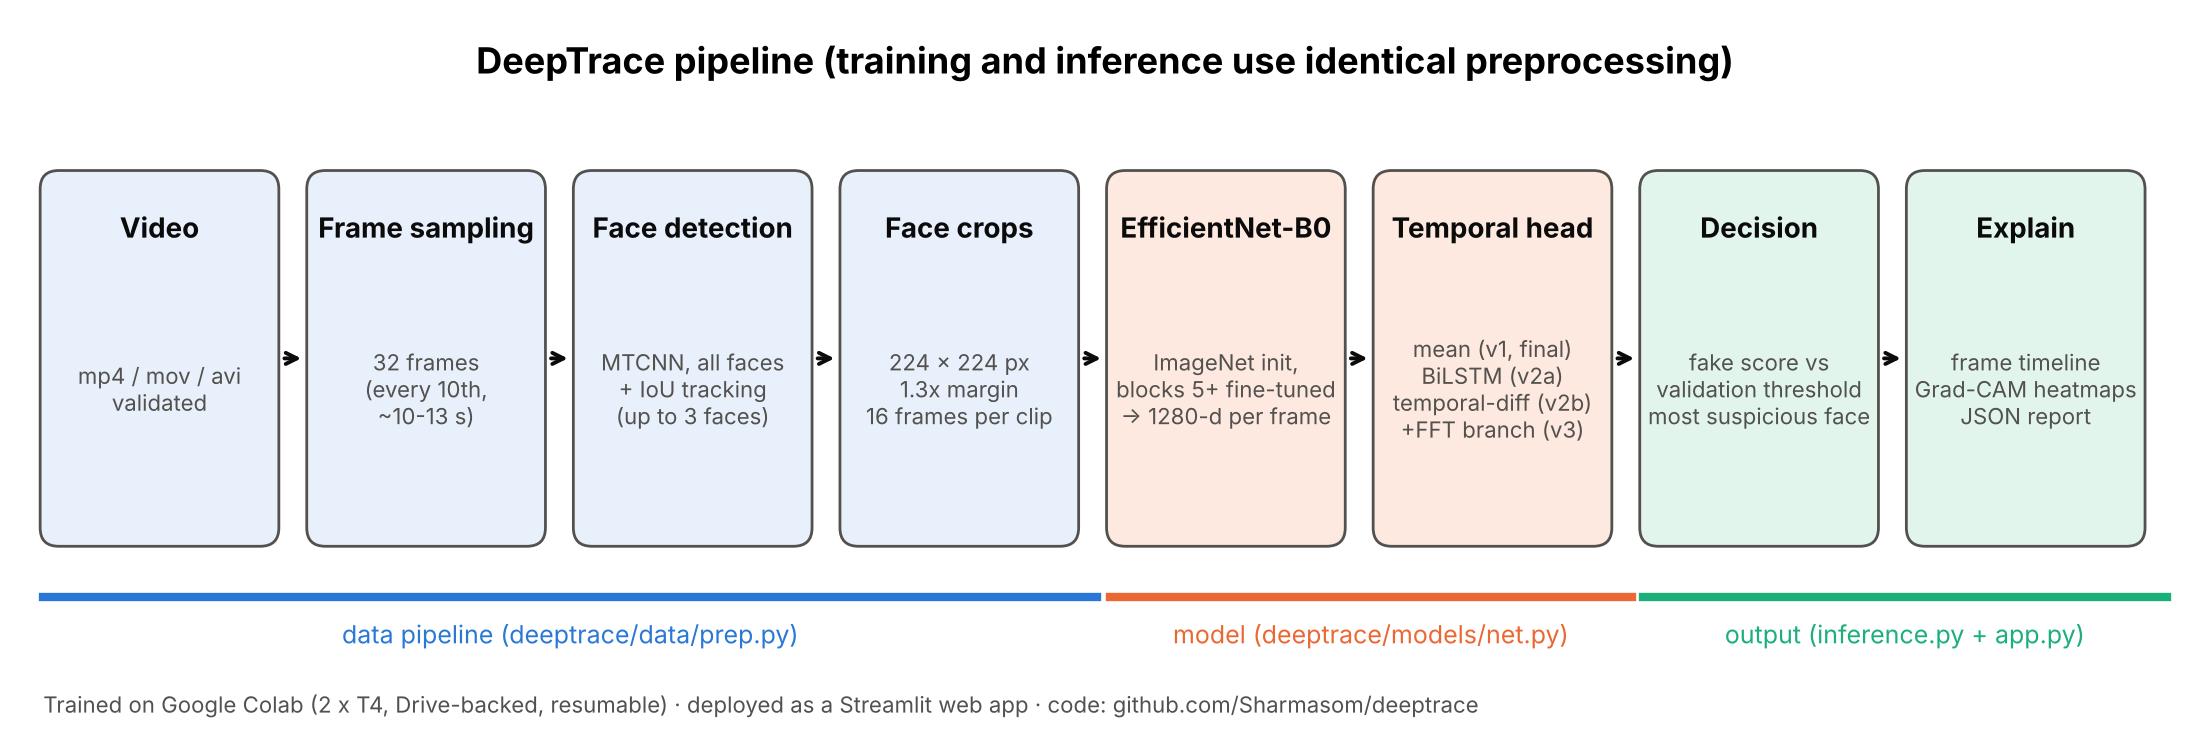 DeepTrace pipeline (training and inference use identical preprocessing)
Video
mp4 / mov / avi
validated
Frame sampling
32 frames
(every 10th,
~10-13 s)
Face detection
MTCNN, all faces
+ IoU tracking
(up to 3 faces)
Face crops
224 × 224 px
1.3x margin
16 frames per clip
EfficientNet-B0
ImageNet init,
blocks 5+ fine-tuned
→ 1280-d per frame
Temporal head
mean (v1, final)
BiLSTM (v2a)
temporal-diff (v2b)
+FFT branch (v3)
Decision
fake score vs
validation threshold
most suspicious face
Explain
frame timeline
Grad-CAM heatmaps
JSON report
data pipeline (deeptrace/data/prep.py)
model (deeptrace/models/net.py)
output (inference.py + app.py)
Trained on Google Colab (2 x T4, Drive-backed, resumable) · deployed as a Streamlit web app · code: github.com/Sharmasom/deeptrace